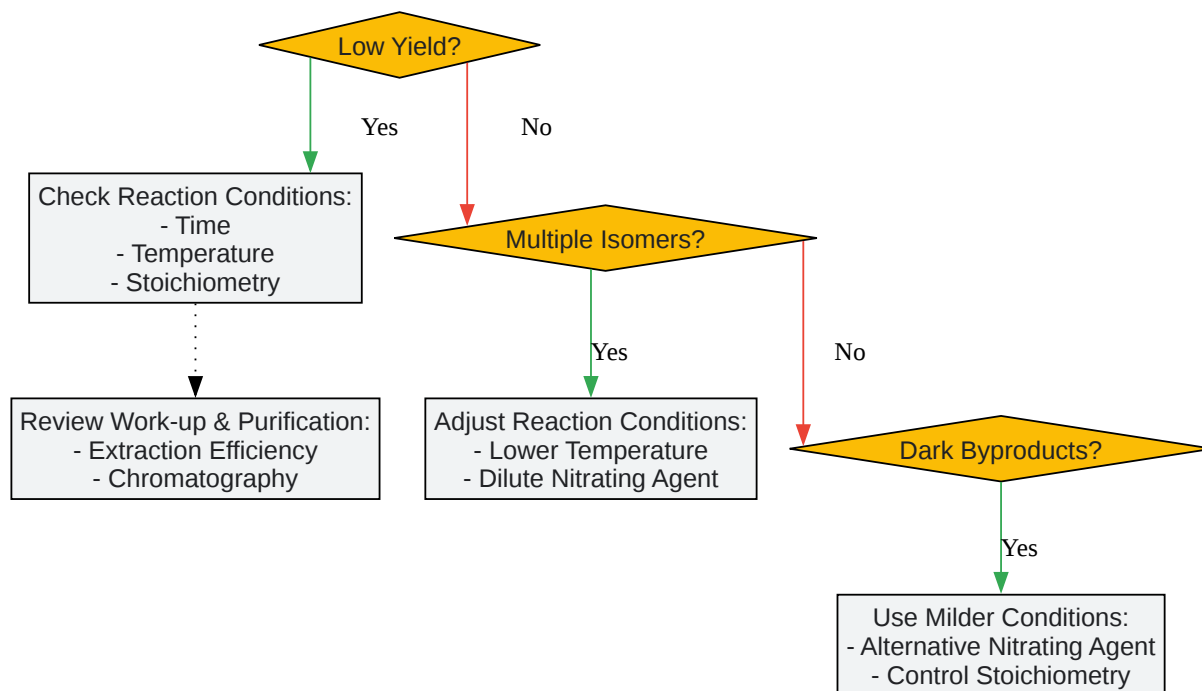 Low Yield?
Yes
No
Check Reaction Conditions:
- Time
- Temperature
- Stoichiometry
Multiple Isomers?
Yes
No
Review Work-up & Purification:
- Extraction Efficiency
- Chromatography
Adjust Reaction Conditions:
- Lower Temperature
- Dilute Nitrating Agent
Dark Byproducts?
Yes
Use Milder Conditions:
- Alternative Nitrating Agent
- Control Stoichiometry